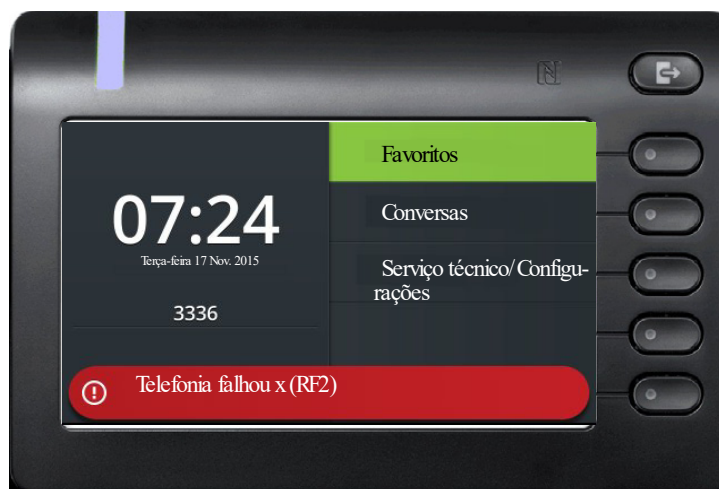 07:24
Terça-feira 17 Nov. 2015
3336
Favoritos
Conversas
Serviço técnico/Configu-
rações
Telefonia falhou x (RF2)